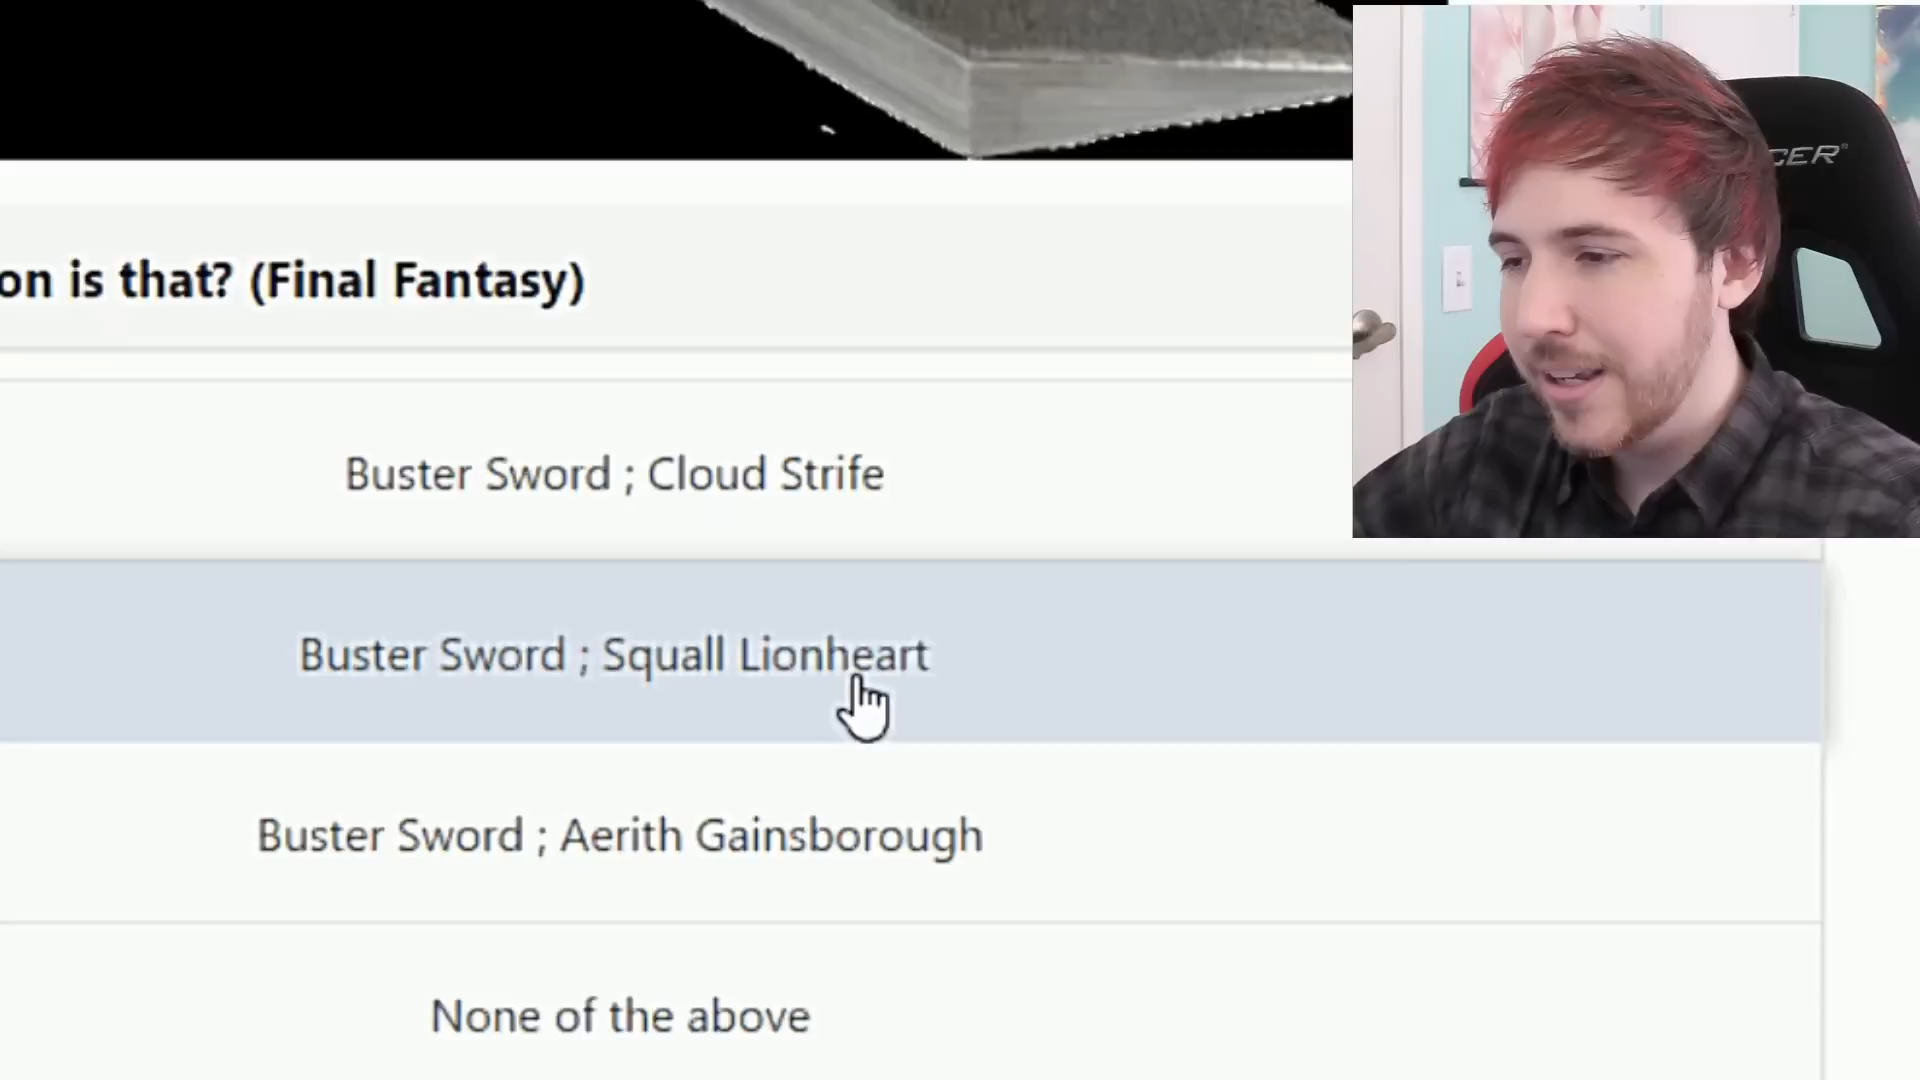 CER
on is that? (Final Fantasy)
Buster Sword ; Cloud Strife
Buster Sword ; Squall Lionheart
Buster Sword ; Aerith Gainsborough
None of the above